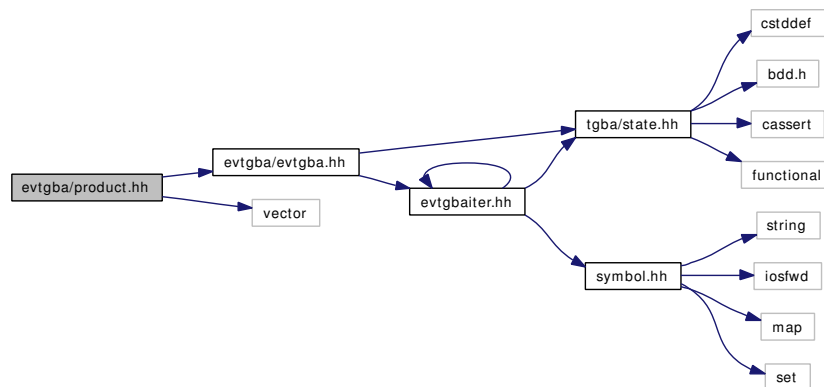 evtgba/product.hh
evtgba/evtgba.hh
vector
evtgbaiter.hh
tgba/state.hh
symbol.hh
cstddef
bdd.h
cassert
functional
string
iosfwd
map
set